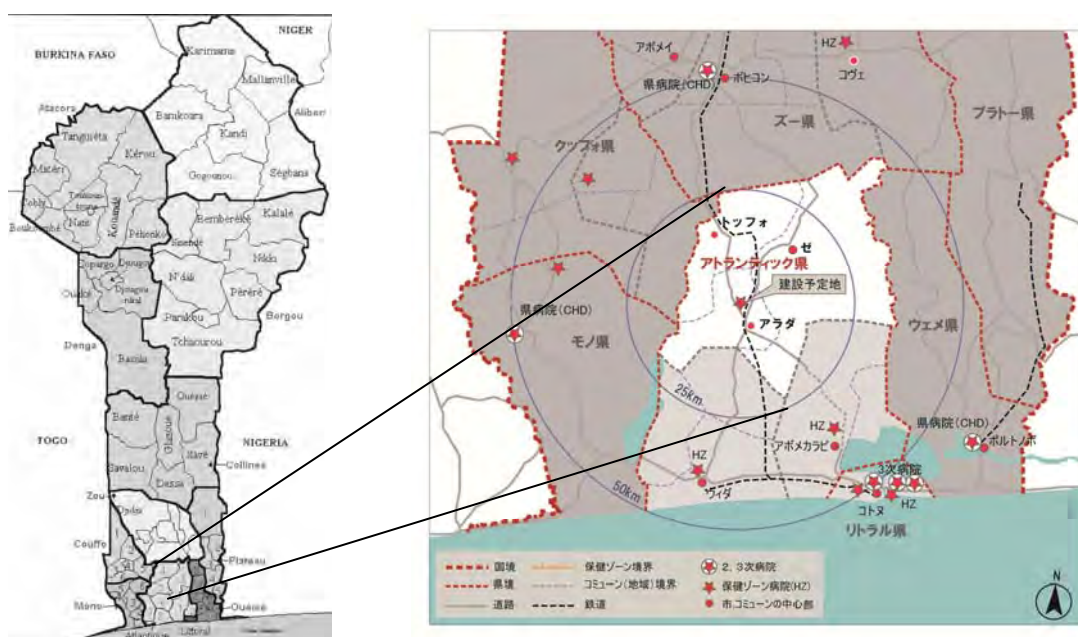 NIGER
BURKINA FASO
Karimama
Mallanville
Atacora
Alibori
Banikoara
Kandi
Tanguiéta
Kérou
Ségbana
Matéri
Gogounou
Cobly
Kouandé
Kalalé
Bembéréké
Boukoumbé
Natit
Péhonko
Sinendé
Nikki
Copargo
Djougou
N'dali
Ouaké
Djougou
Péréré
Parakou
Borgou
Donga
Tchaourou
Bassila
Ouèssè
Bantè
Glazoué
TOGO
NIGERIA
Savè
Savalou
Collines
Dassa
Zou
Couffo
Plateau
Mono
Ouémé
Atlantique
Littoral
アボメイ
HZ
コヴェ
県病院(CHD)
ボヒコン
ズー県
プラトー県
クッフォ県
トッフォ
ゼ
アトランティック県
建設予定地
県病院(CHD)
アラダ
モノ県
ウェメ県
25km
HZ
アボメカラビ
県病院(CHD)
ポルトノボ
HZ
3次病院
50km
ウィダ
コトヌ
HZ
リトラル県
国境
保健ゾーン境界
2、3次病院
県境
コミューン(地域)境界
保健ゾーン病院(HZ)
道路
鉄道
市、コミューンの中心部
N